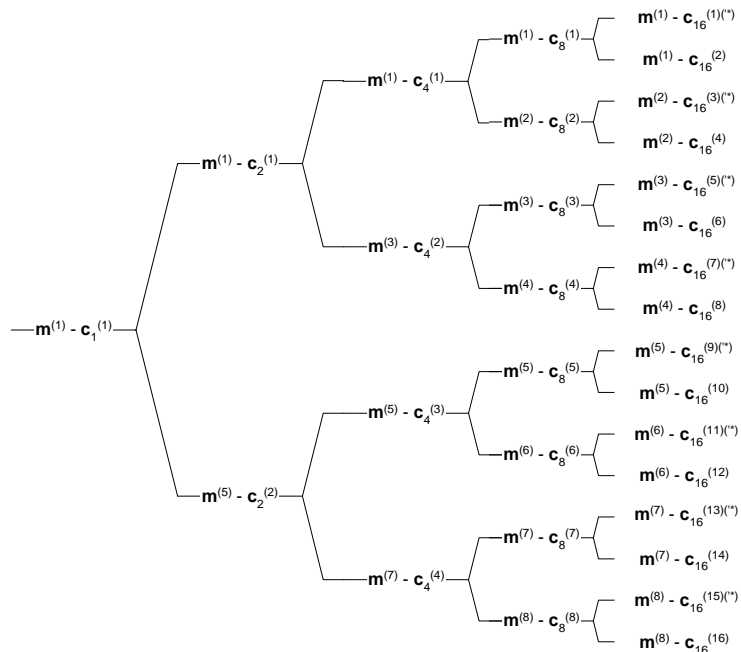 m(1) - c16(1)('*)
m(1) - c8(1)
m(1) - c16(2)
m(1) - c4(1)
m(2) - c16(3)('*)
m(2) - c8(2)
m(2) - c16(4)
m(1) - c2(1)
m(3) - c16(5)('*)
m(3) - c8(3)
m(3) - c16(6)
m(3) - c4(2)
m(4) - c16(7)('*)
m(4) - c8(4)
m(4) - c16(8)
m(1) - c1(1)
m(5) - c16(9)('*)
m(5) - c8(5)
m(5) - c16(10)
m(5) - c4(3)
m(6) - c16(11)('*)
m(6) - c8(6)
m(6) - c16(12)
m(5) - c2(2)
m(7) - c16(13)('*)
m(7) - c8(7)
m(7) - c16(14)
m(7) - c4(4)
m(8) - c16(15)('*)
m(8) - c8(8)
m(8) - c16(16)